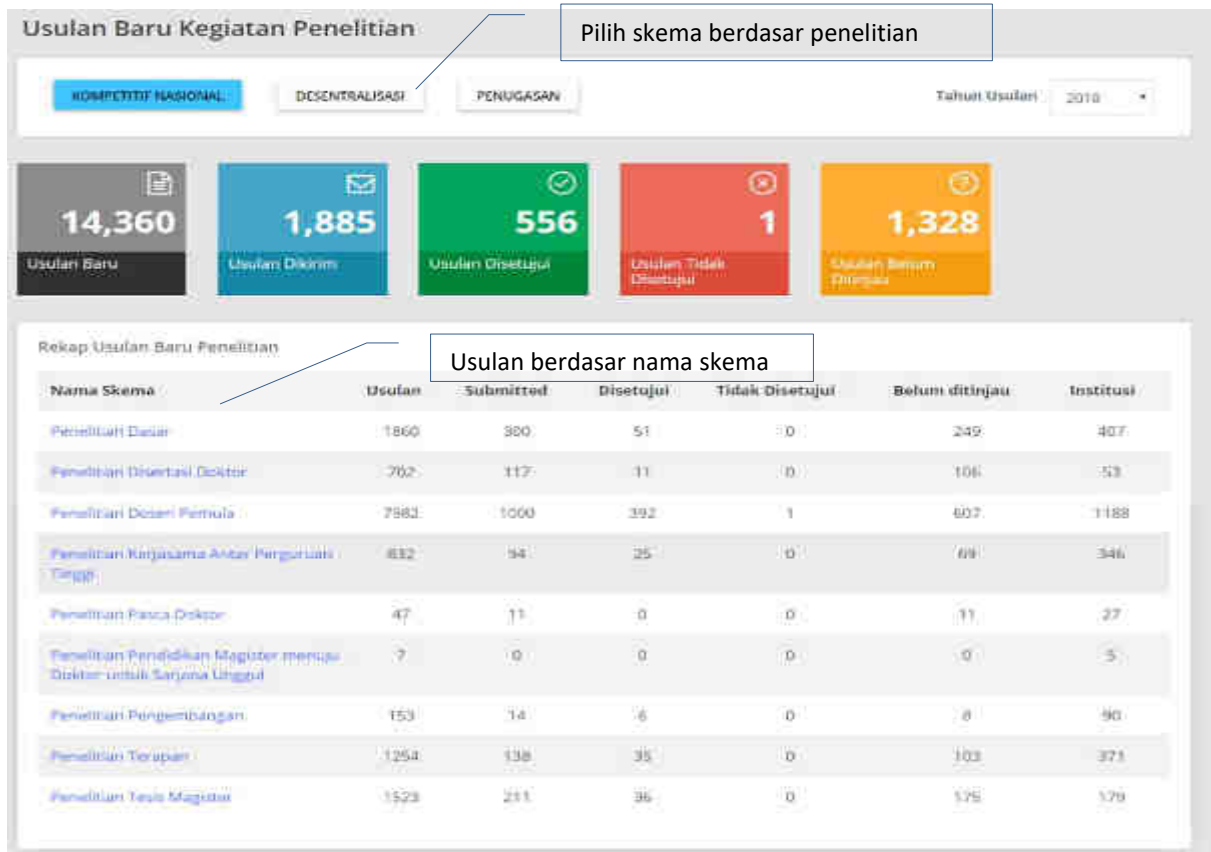 Usulan Baru Kegiatan Penelitian
Pilih skema berdasar penelitian
KOMPETITIF NASIONAL DESENTRALISASI PENUGASAN Tahun Usulan 2018
14,360 1,885 556 1 1,328
Usulan Baru Usulan Dikirim Usulan Disetujui Usulan Tidak Usulan Belum
Disetujui Ditinjau
Rekap Usulan Baru Penelitian
Usulan berdasar nama skema
Nama Skema Usulan Submitted Disetujui Tidak Disetujui Belum ditinjau Institusi
Penelitian Dasar 1860 300 51 0 249 407
Penelitian Disertasi Doktor 702 117 11 0 106 53
Penelitian Dosen Pemula 7982 1000 392 1 607 1188
Penelitian Kerjasama Antar Perguruan 832 94 25 0 69 346
Tinggi
Penelitian Pasca Doktor 47 11 0 0 11 27
Penelitian Pendidikan Magister menuju 7 0 0 0 0 5
Doktor untuk Sarjana Unggul
Penelitian Pengembangan 153 14 6 0 8 90
Penelitian Terapan 1254 138 35 0 103 371
Penelitian Tesis Magister 1523 211 36 0 175 179